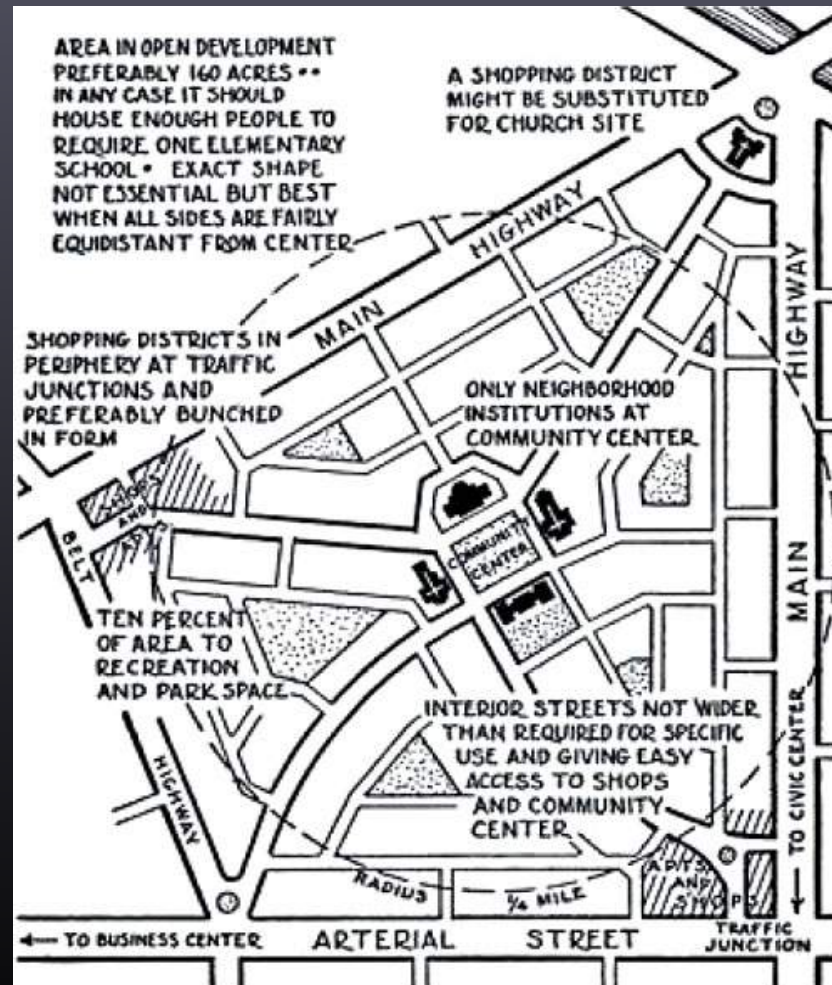 AREA IN OPEN DEVELOPMENT
PREFERABLY 160 ACRES ••
IN ANY CASE IT SHOULD
HOUSE ENOUGH PEOPLE TO
REQUIRE ONE ELEMENTARY
SCHOOL • EXACT SHAPE
NOT ESSENTIAL BUT BEST
WHEN ALL SIDES ARE FAIRLY
EQUIDISTANT FROM CENTER
A SHOPPING DISTRICT
MIGHT BE SUBSTITUTED
FOR CHURCH SITE
MAIN HIGHWAY
SHOPPING DISTRICTS IN
PERIPHERY AT TRAFFIC
JUNCTIONS AND
PREFERABLY BUNCHED
IN FORM
ONLY NEIGHBORHOOD
INSTITUTIONS AT
COMMUNITY CENTER
HIGHWAY
MAIN
SHOPS
AND
BELT
HIGHWAY
COMMUNITY
CENTER
TEN PERCENT
OF AREA TO
RECREATION
AND PARK SPACE
INTERIOR STREETS NOT WIDER
THAN REQUIRED FOR SPECIFIC
USE AND GIVING EASY
ACCESS TO SHOPS
AND COMMUNITY
CENTER
TO CIVIC CENTER
RADIUS ¼ MILE
APTS
AND
SHOPS
TRAFFIC
JUNCTION
TO BUSINESS CENTER
ARTERIAL STREET